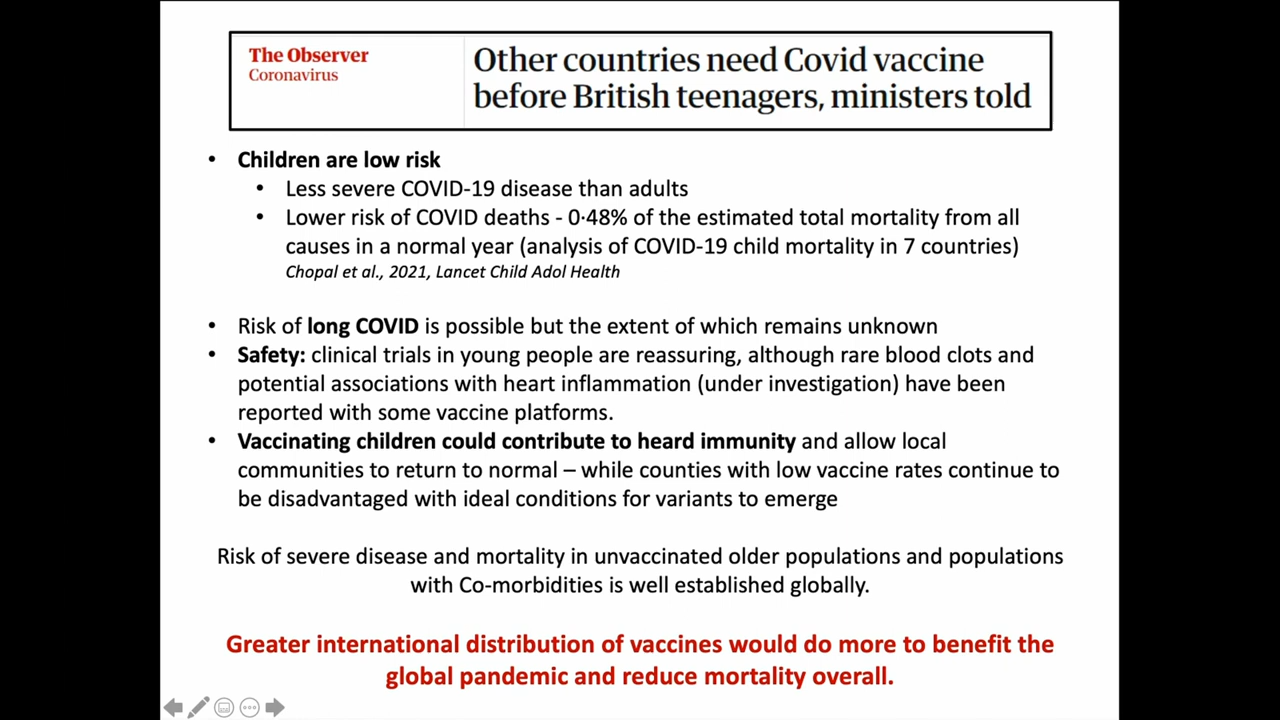 The Observer
Coronavirus
Other countries need Covid vaccine
before British teenagers, ministers told
• Children are low risk
• Less severe COVID-19 disease than adults
• Lower risk of COVID deaths - 0·48% of the estimated total mortality from all
causes in a normal year (analysis of COVID-19 child mortality in 7 countries)
Chopal et al., 2021, Lancet Child Adol Health
• Risk of long COVID is possible but the extent of which remains unknown
• Safety: clinical trials in young people are reassuring, although rare blood clots and
potential associations with heart inflammation (under investigation) have been
reported with some vaccine platforms.
• Vaccinating children could contribute to heard immunity and allow local
communities to return to normal – while counties with low vaccine rates continue to
be disadvantaged with ideal conditions for variants to emerge
Risk of severe disease and mortality in unvaccinated older populations and populations
with Co-morbidities is well established globally.
Greater international distribution of vaccines would do more to benefit the
global pandemic and reduce mortality overall.